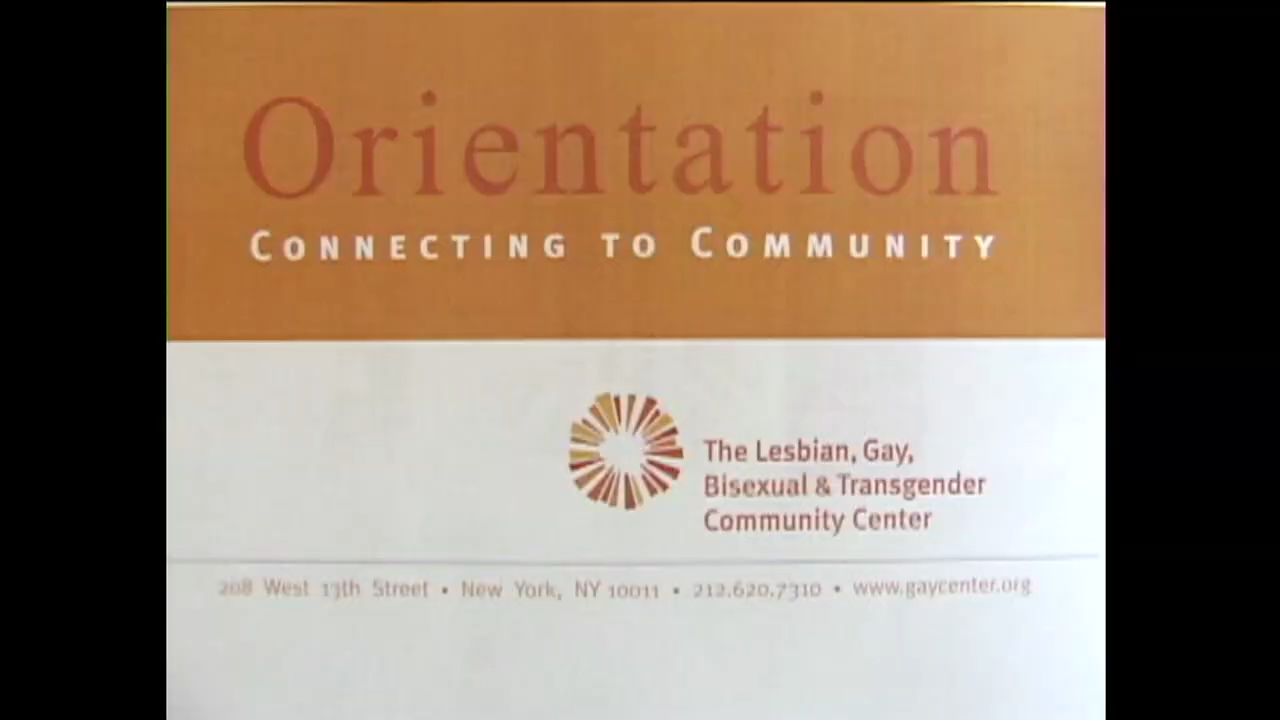 Orientation
CONNECTING TO COMMUNITY
The Lesbian, Gay,
Bisexual & Transgender
Community Center
208 West 13th Street • New York, NY 10011 • 212.620.7310 • www.gaycenter.org